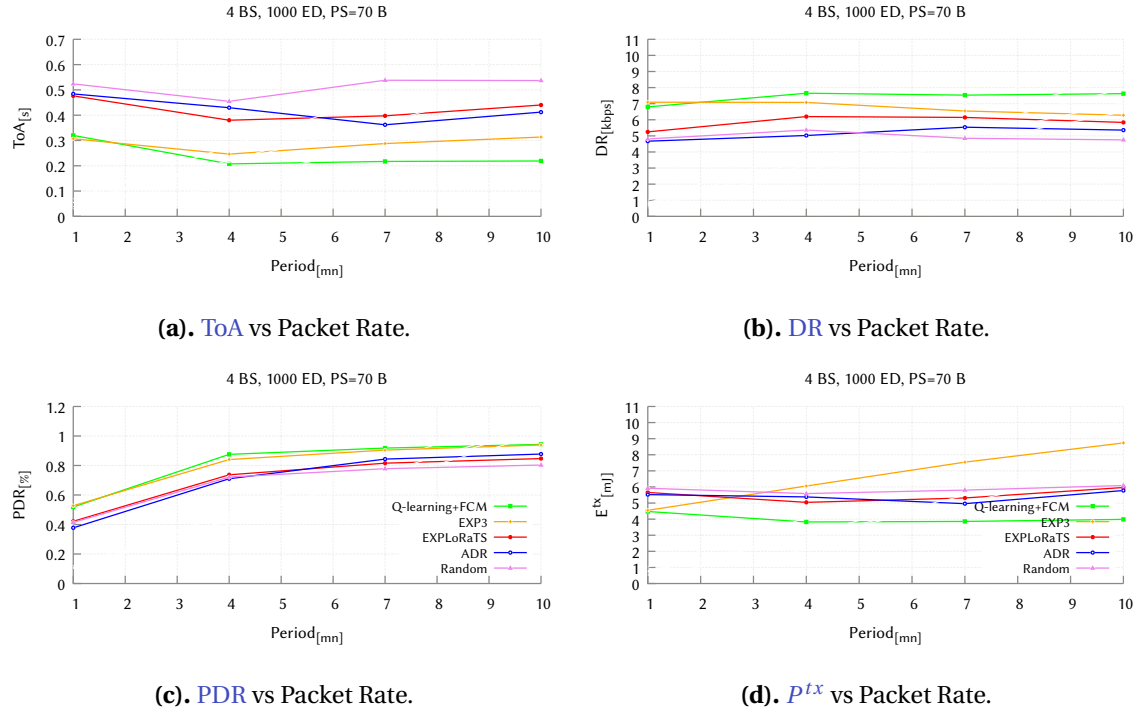 4 BS, 1000 ED, PS=70 B
0.7
0.6
0.5
0.4
0.3
0.2
0.1
0
ToA[s]
1 2 3 4 5 6 7 8 9 10
Period[mn]
(a). ToA vs Packet Rate.
4 BS, 1000 ED, PS=70 B
11
10
9
8
7
6
5
4
3
2
1
0
DR[kbps]
1 2 3 4 5 6 7 8 9 10
Period[mn]
(b). DR vs Packet Rate.
4 BS, 1000 ED, PS=70 B
1.2
1
0.8
0.6
0.4
0.2
0
PDR[%]
Q-learning+FCM
EXP3
EXPLoRaTS
ADR
Random
1 2 3 4 5 6 7 8 9 10
Period[mn]
(c). PDR vs Packet Rate.
4 BS, 1000 ED, PS=70 B
11
10
9
8
7
6
5
4
3
2
1
0
E^tx[mJ]
Q-learning+FCM
EXP3
EXPLoRaTS
ADR
Random
1 2 3 4 5 6 7 8 9 10
Period[mn]
(d). P^tx vs Packet Rate.